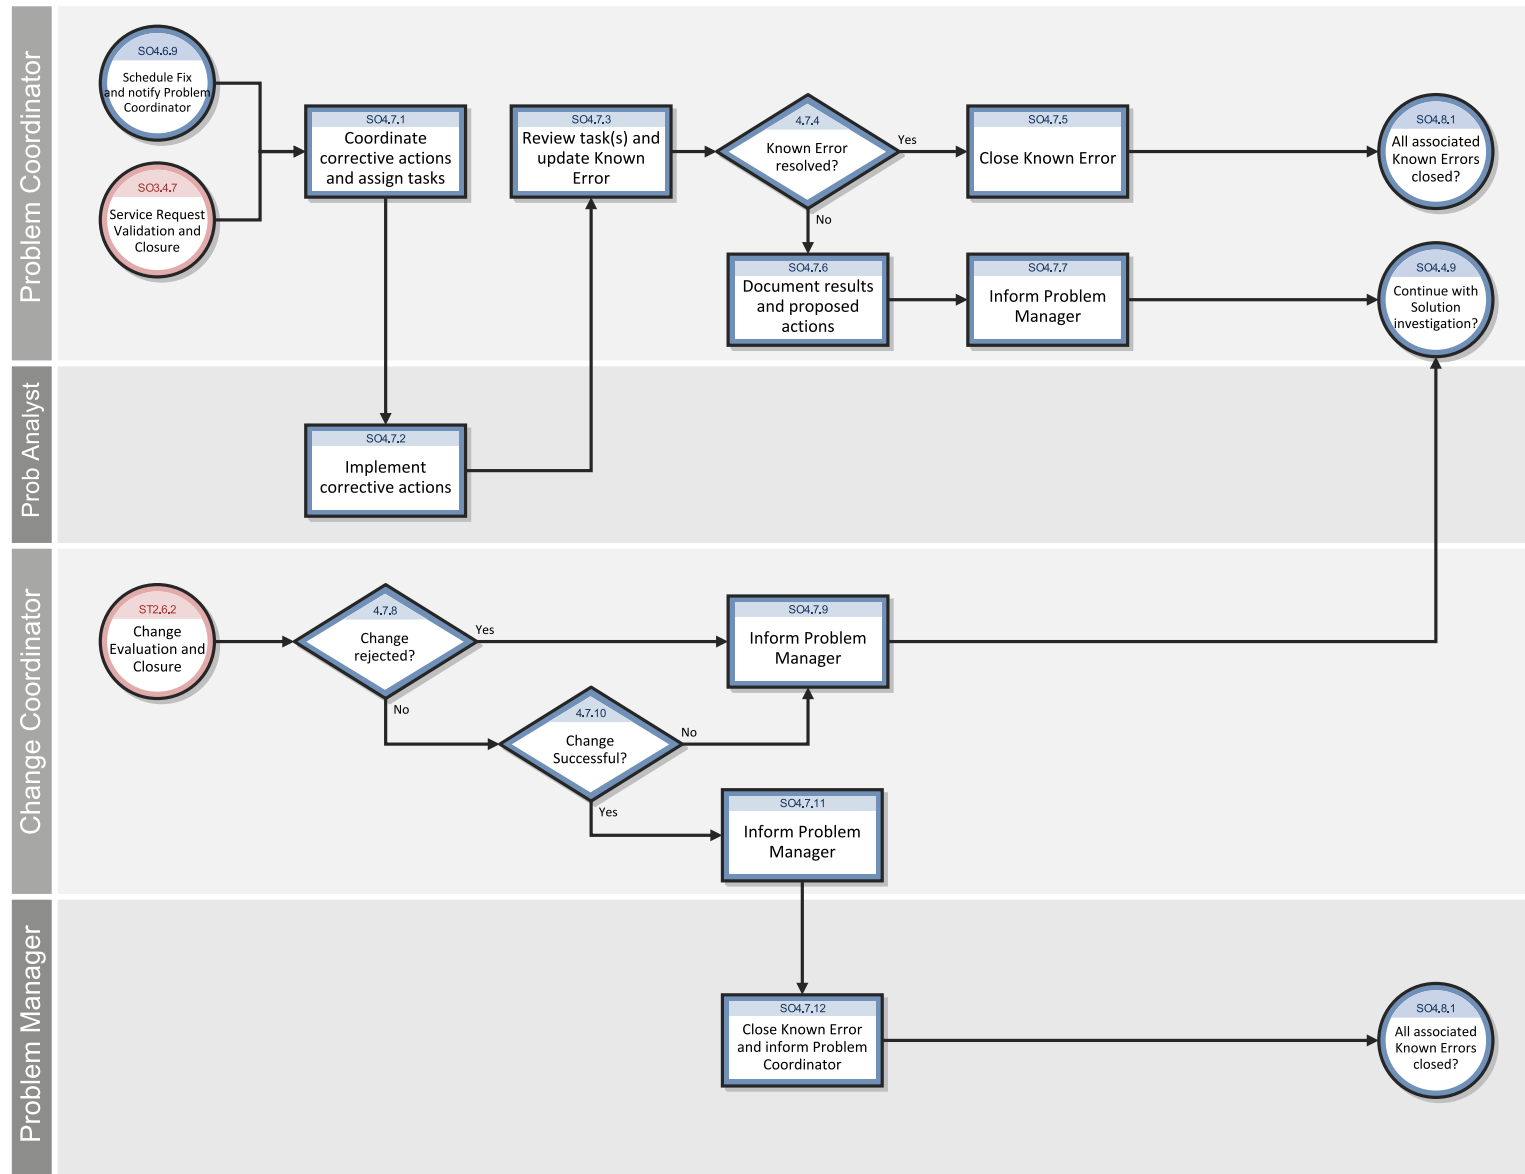 Problem Coordinator
SO4.6.9
Schedule Fix
and notify Problem
Coordinator
SO3.4.7
Service Request
Validation and
Closure
SO4.7.1
Coordinate
corrective actions
and assign tasks
SO4.7.3
Review task(s) and
update Known
Error
4.7.4
Known Error
resolved?
Yes
No
SO4.7.5
Close Known Error
SO4.8.1
All associated
Known Errors
closed?
SO4.7.6
Document results
and proposed
actions
SO4.7.7
Inform Problem
Manager
SO4.4.9
Continue with
Solution
investigation?
Prob Analyst
SO4.7.2
Implement
corrective actions
Change Coordinator
ST2.6.2
Change
Evaluation and
Closure
4.7.8
Change
rejected?
Yes
No
SO4.7.9
Inform Problem
Manager
4.7.10
Change
Successful?
No
Yes
SO4.7.11
Inform Problem
Manager
Problem Manager
SO4.7.12
Close Known Error
and inform Problem
Coordinator
SO4.8.1
All associated
Known Errors
closed?